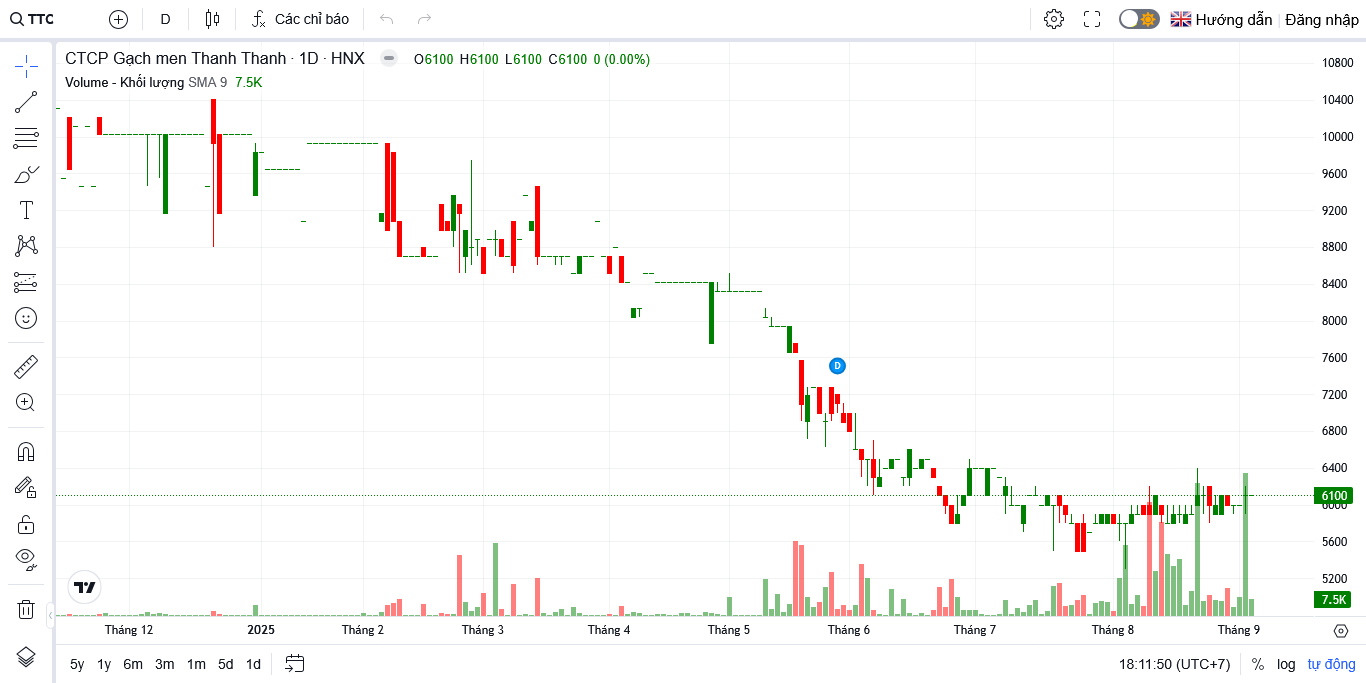 TTC D Các chỉ báo Hướng dẫn Đăng nhập
CTCP Gạch men Thanh Thanh · 1D · HNX O6100 H6100 L6100 C6100 0 (0.00%)
Volume - Khối lượng SMA 9 7.5K
10800
10400
10000
9600
9200
8800
8400
8000
7600
7200
6800
6400
6100
6000
5600
5200
7.5K
D
Tháng 12 2025 Tháng 2 Tháng 3 Tháng 4 Tháng 5 Tháng 6 Tháng 7 Tháng 8 Tháng 9
5y 1y 6m 3m 1m 5d 1d 18:11:50 (UTC+7) % log tự động